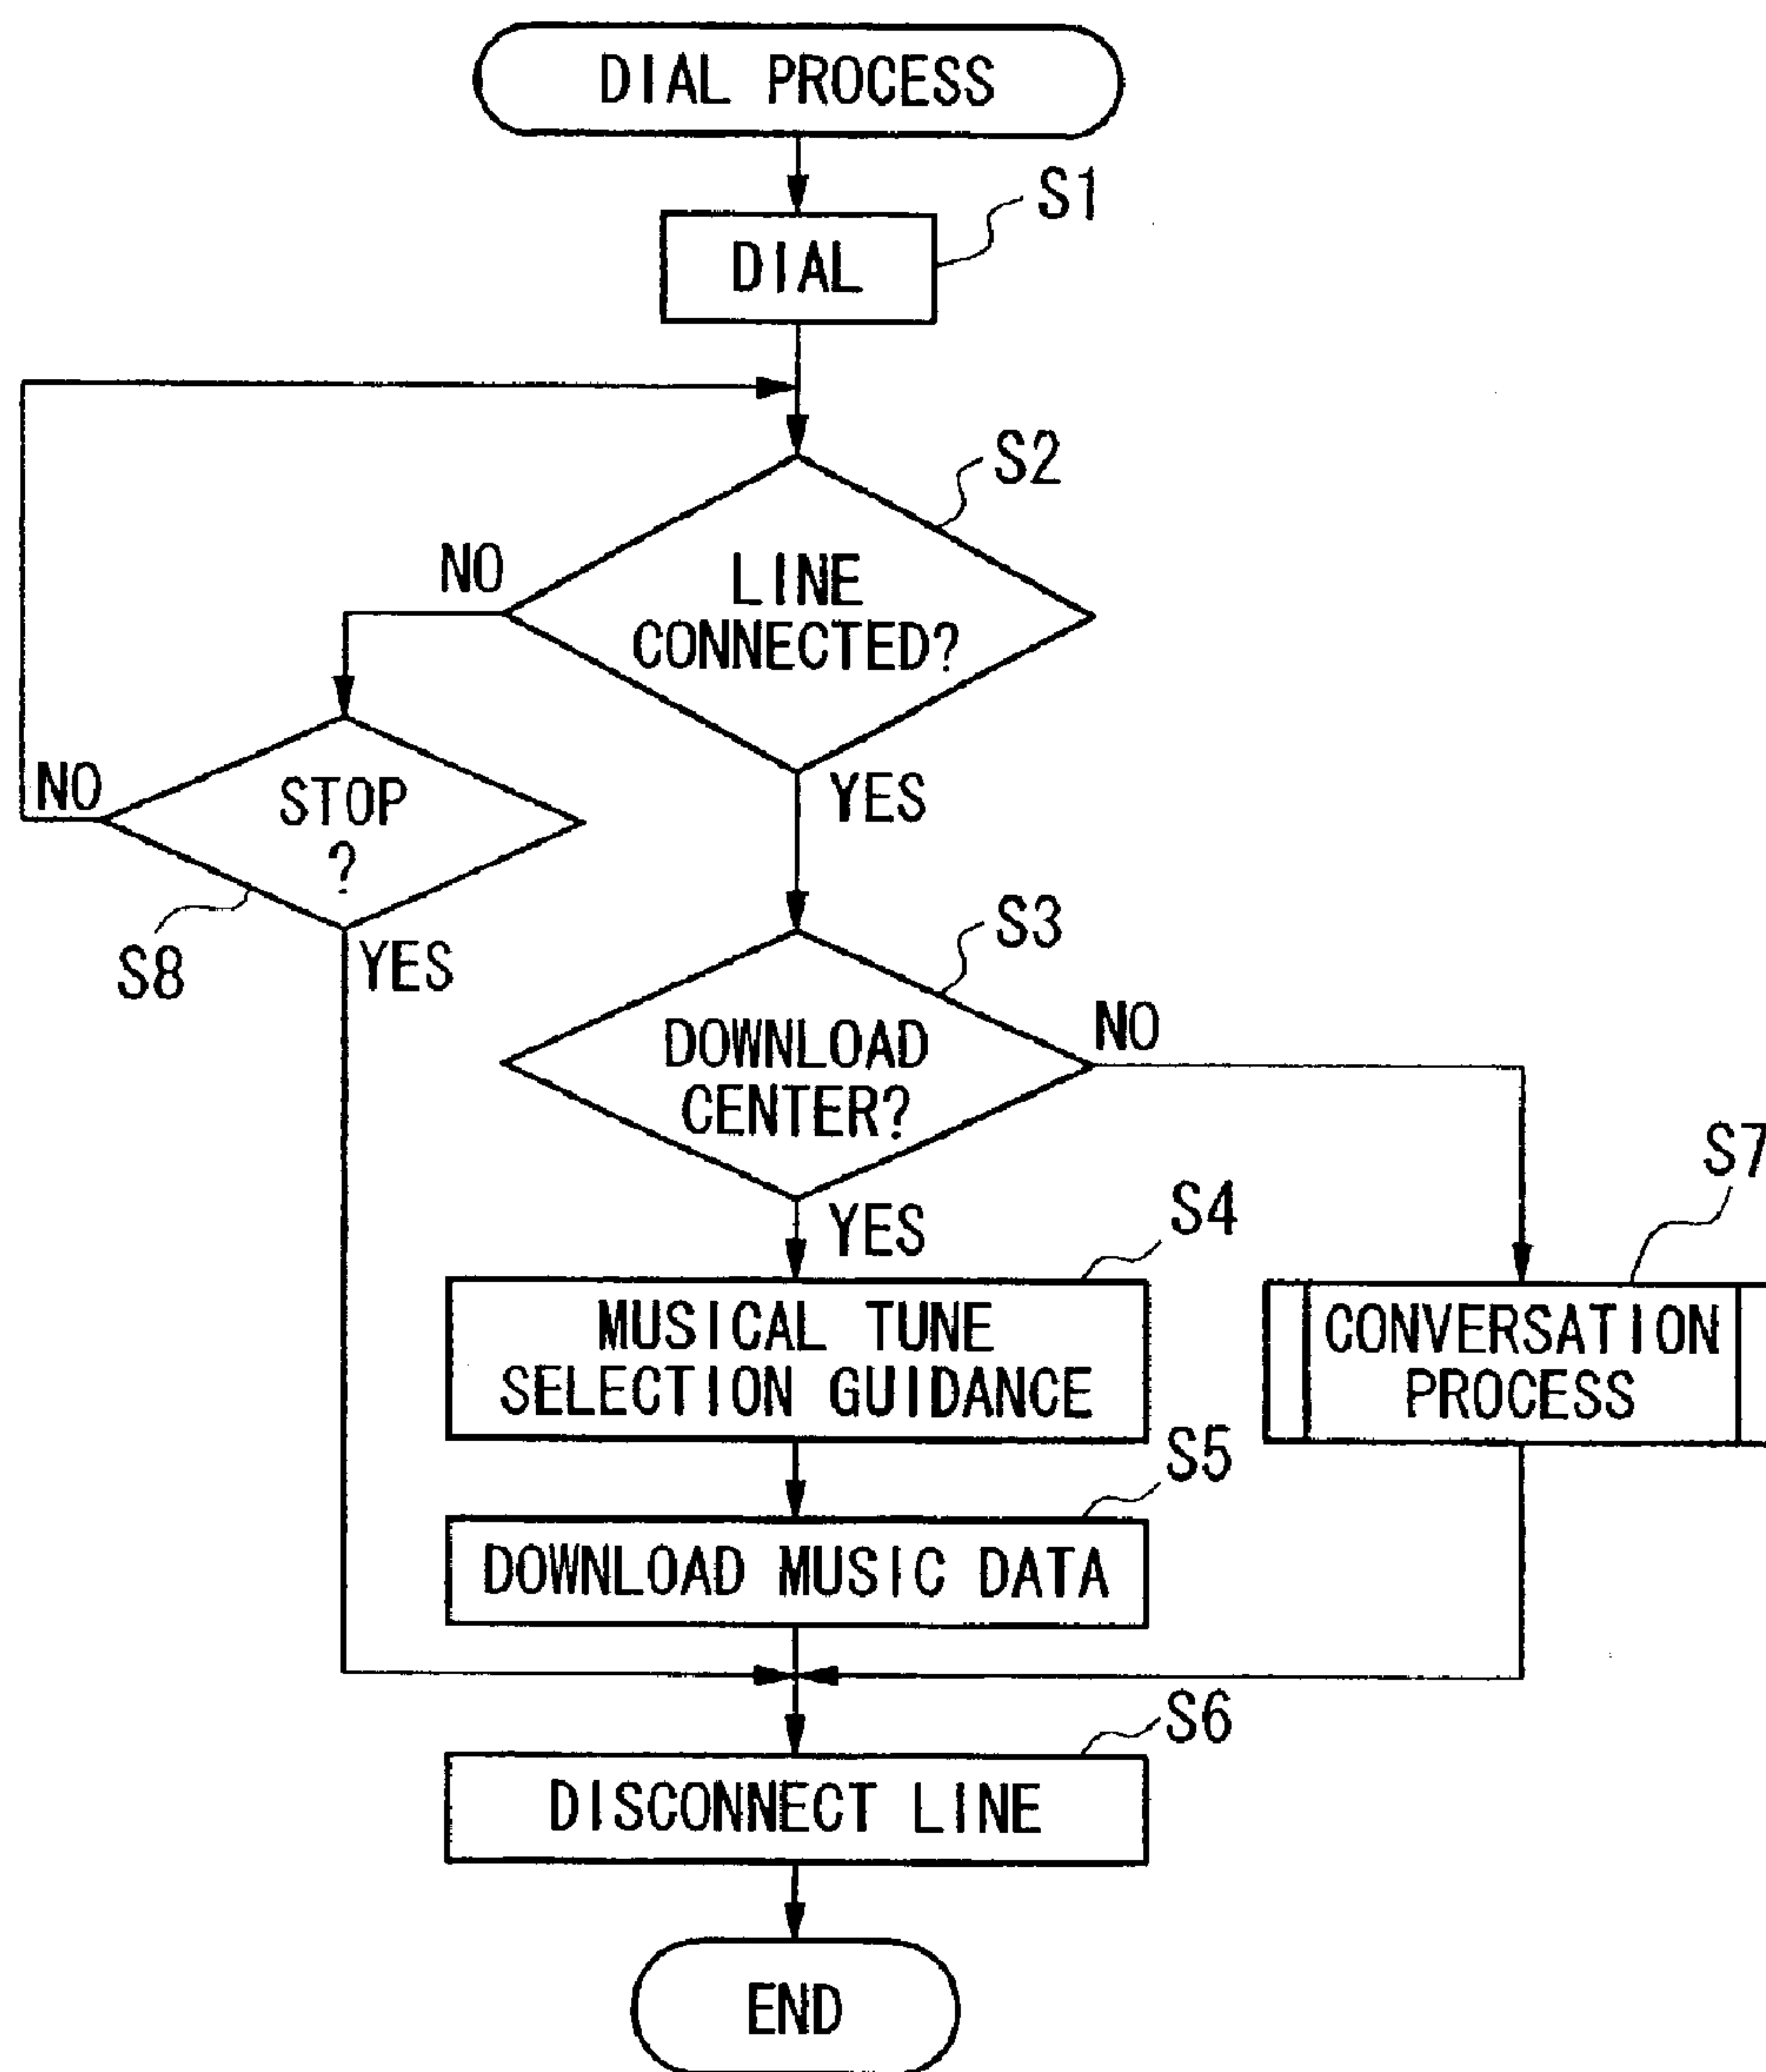 DIAL PROCESS
S1
DIAL
S2
NO
LINE
CONNECTED?
YES
NO
STOP
?
S8
YES
S3
DOWNLOAD
CENTER?
NO
YES
S4
S7
MUSICAL TUNE
SELECTION GUIDANCE
CONVERSATION
PROCESS
S5
DOWNLOAD MUSIC DATA
S6
DISCONNECT LINE
END